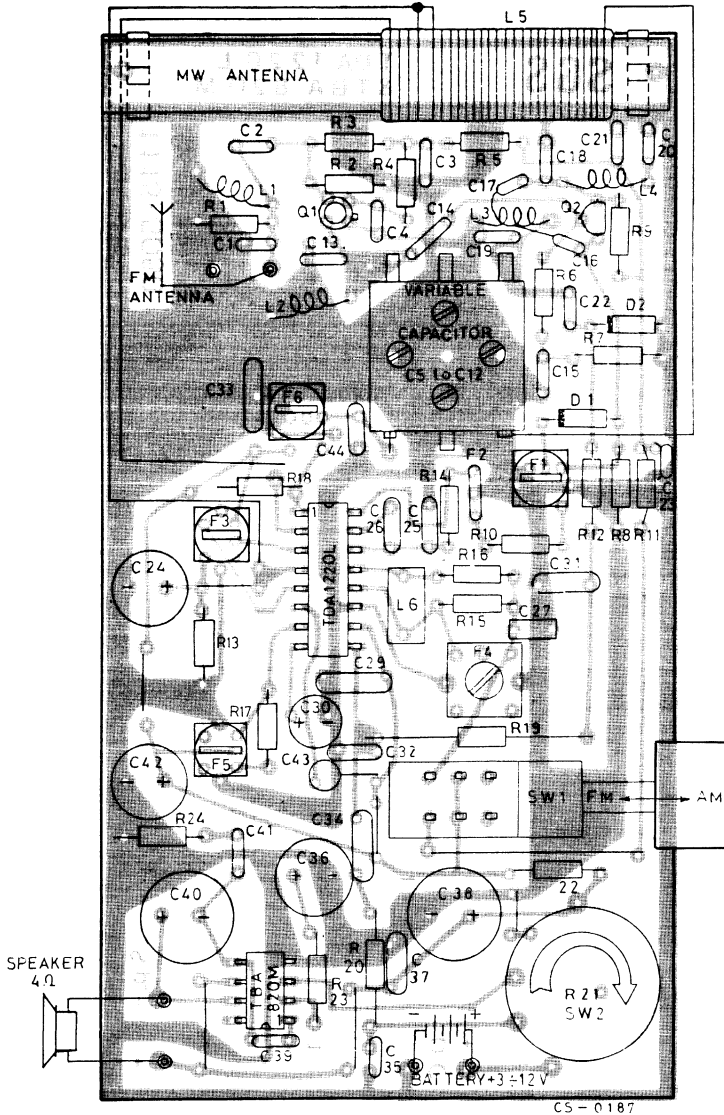 L5
MW ANTENNA
C2
R3
R2
R4
C3
R5
C18
C21
C
20
L1
R1
Q1
C4
C14
C17
L3
Q2
L4
R9
C1
C13
C19
C16
FM
ANTENNA
L2
VARIABLE
CAPACITOR
C5 to C12
R6
C22
D2
R7
C15
D1
C33
F6
C44
F2
F1
R18
R14
C
26
C
25
C
23
F3
1
TDA1220L
R10
R12
R8
R11
C24
- +
R16
C31
L6
R15
C27
R13
F4
C29
R17
C30
+ -
R19
F5
C43
C32
C42
- +
SW1
FM
AM
R24
C41
C34
C36
+ -
22
C40
+ -
C38
- +
SPEAKER
4Ω
TBA
820M
1
R
23
R
20
C
37
R21
SW2
C39
C
35
- +
BATTERY+3÷12V
CS-0187